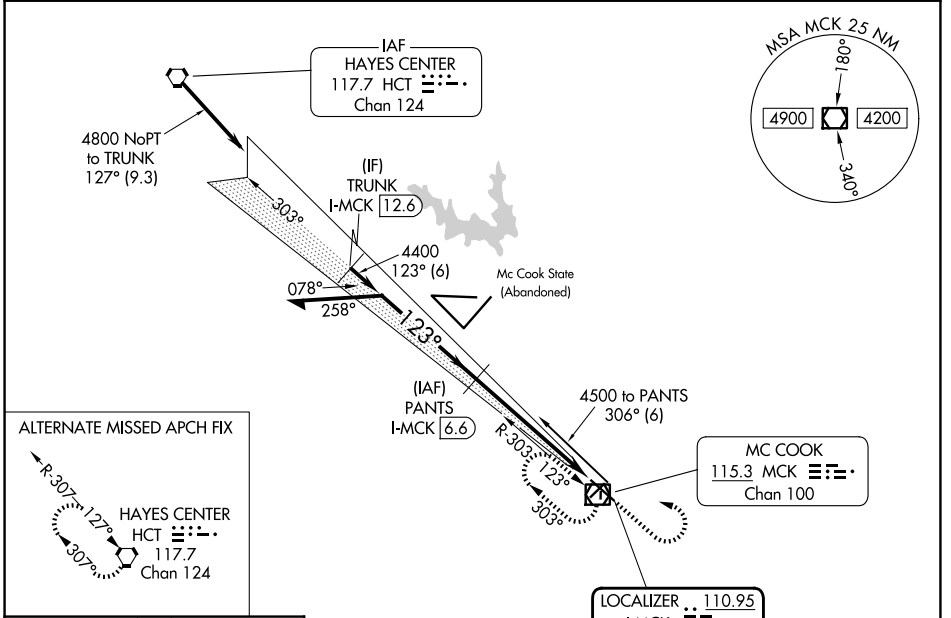 IAF
HAYES CENTER
117.7 HCT
Chan 124
MSA MCK 25 NM
180°
4900
4200
340°
4800 NoPT
to TRUNK
127° (9.3)
(IF)
TRUNK
I-MCK 12.6
303°
4400
123° (6)
Mc Cook State
(Abandoned)
078°
258°
123°
(IAF)
PANTS
I-MCK 6.6
4500 to PANTS
306° (6)
R-303
123°
303°
MC COOK
115.3 MCK
Chan 100
ALTERNATE MISSED APCH FIX
R-307
127°
307°
HAYES CENTER
HCT
117.7
Chan 124
LOCALIZER 110.95